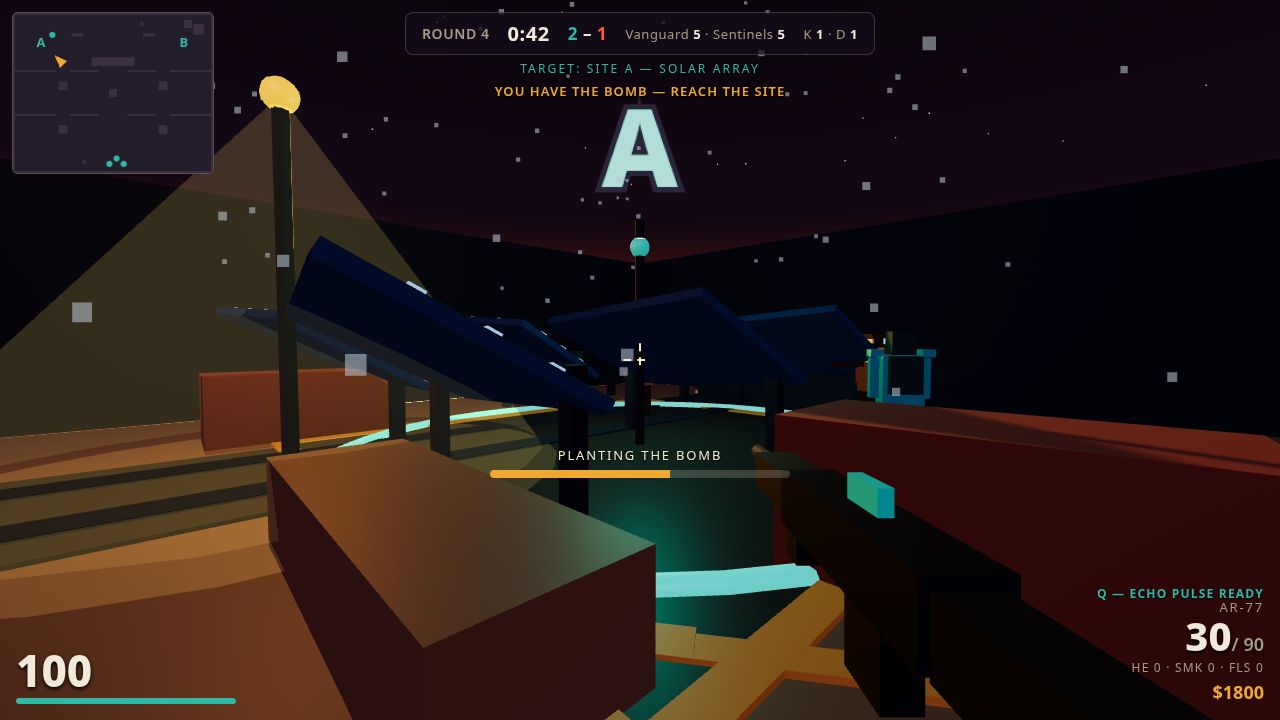 A
B
ROUND 4 0:42 2 – 1 Vanguard 5 · Sentinels 5 K 1 · D 1
TARGET: SITE A — SOLAR ARRAY
YOU HAVE THE BOMB — REACH THE SITE
A
PLANTING THE BOMB
Q — ECHO PULSE READY
AR-77
30 / 90
HE 0 · SMK 0 · FLS 0
$1800
100